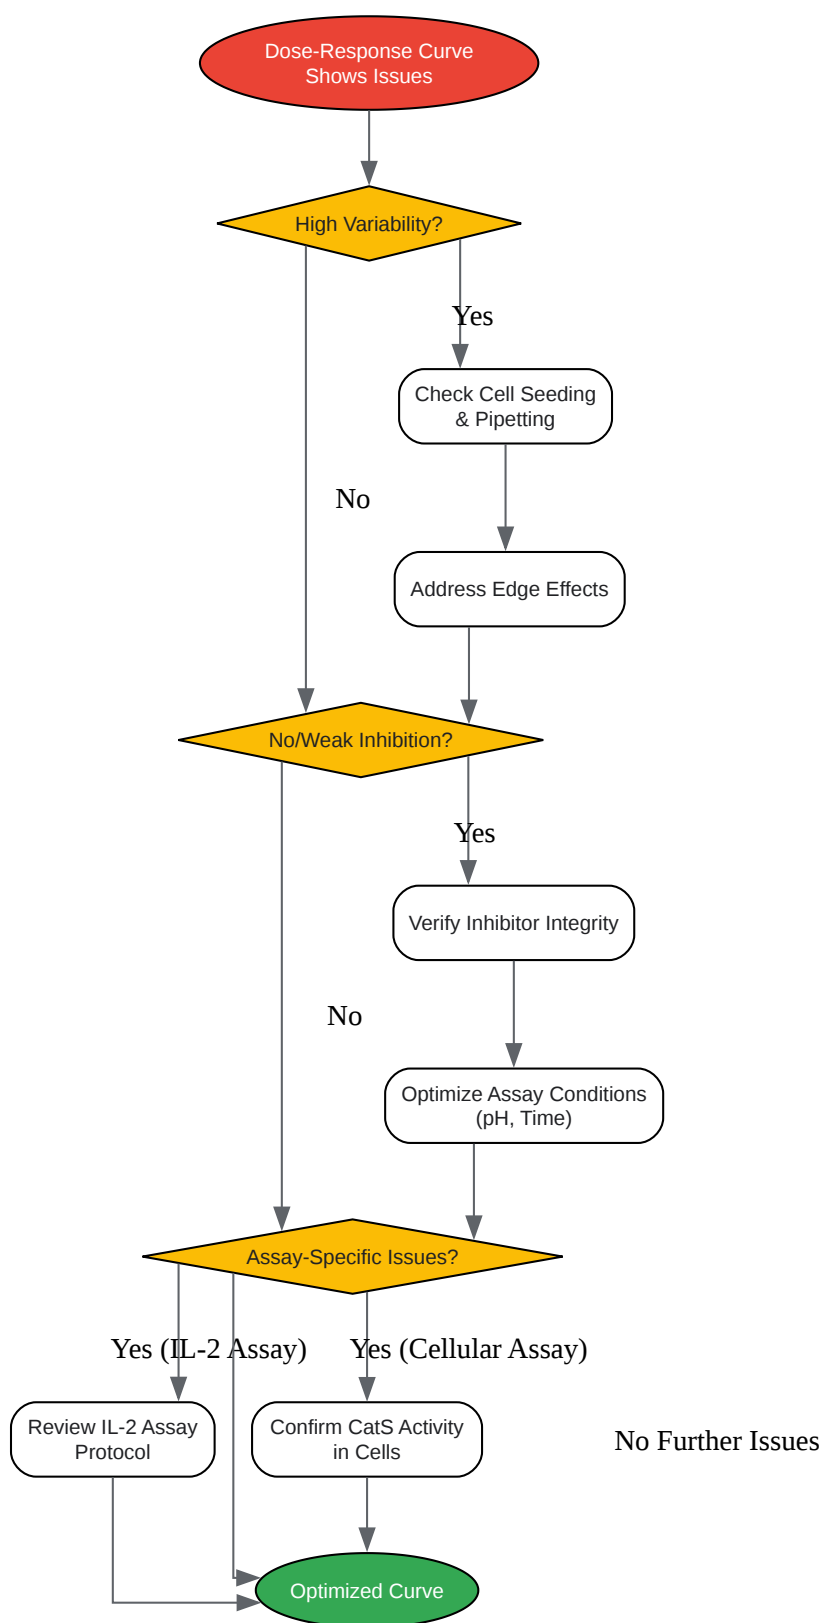 Dose-Response Curve
Shows Issues
High Variability?
Yes
Check Cell Seeding
& Pipetting
No
Address Edge Effects
No/Weak Inhibition?
Yes
Verify Inhibitor Integrity
No
Optimize Assay Conditions
(pH, Time)
Assay-Specific Issues?
Yes (IL-2 Assay)
Yes (Cellular Assay)
Review IL-2 Assay
Protocol
Confirm CatS Activity
in Cells
No Further Issues
Optimized Curve